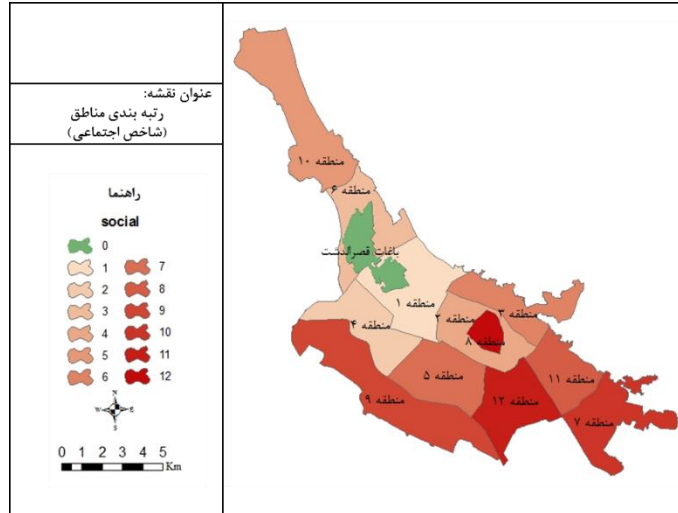 عنوان نقشه:
رتبه بندی مناطق
(شاخص اجتماعی)
راهنما
social
0
1
2
3
4
5
6
7
8
9
10
11
12
N
W E
S
0 1 2 3 4 5
Km
منطقه ۱۰
منطقه ۶
باغات قصرالدشت
منطقه ۱
منطقه ۲
منطقه ۳
منطقه ۴
منطقه ۸
منطقه ۵
منطقه ۱۱
منطقه ۹
منطقه ۱۲
منطقه ۷